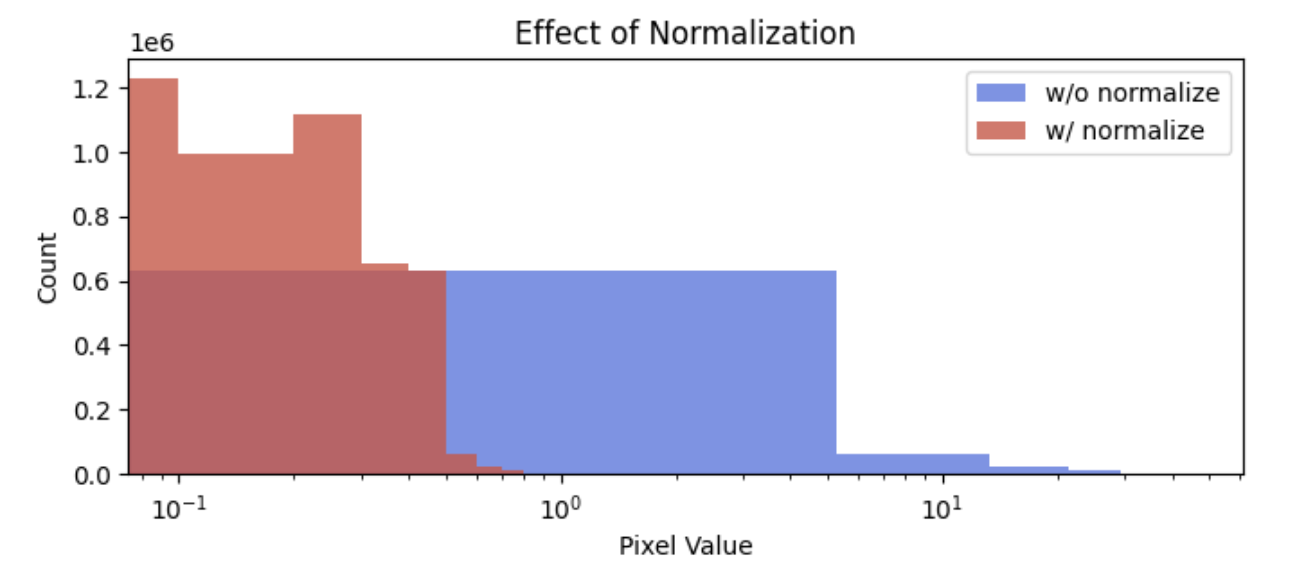 Effect of Normalization
1e6
w/o normalize
w/ normalize
1.2
1.0
0.8
0.6
0.4
0.2
0.0
Count
10⁻¹
10⁰
10¹
Pixel Value